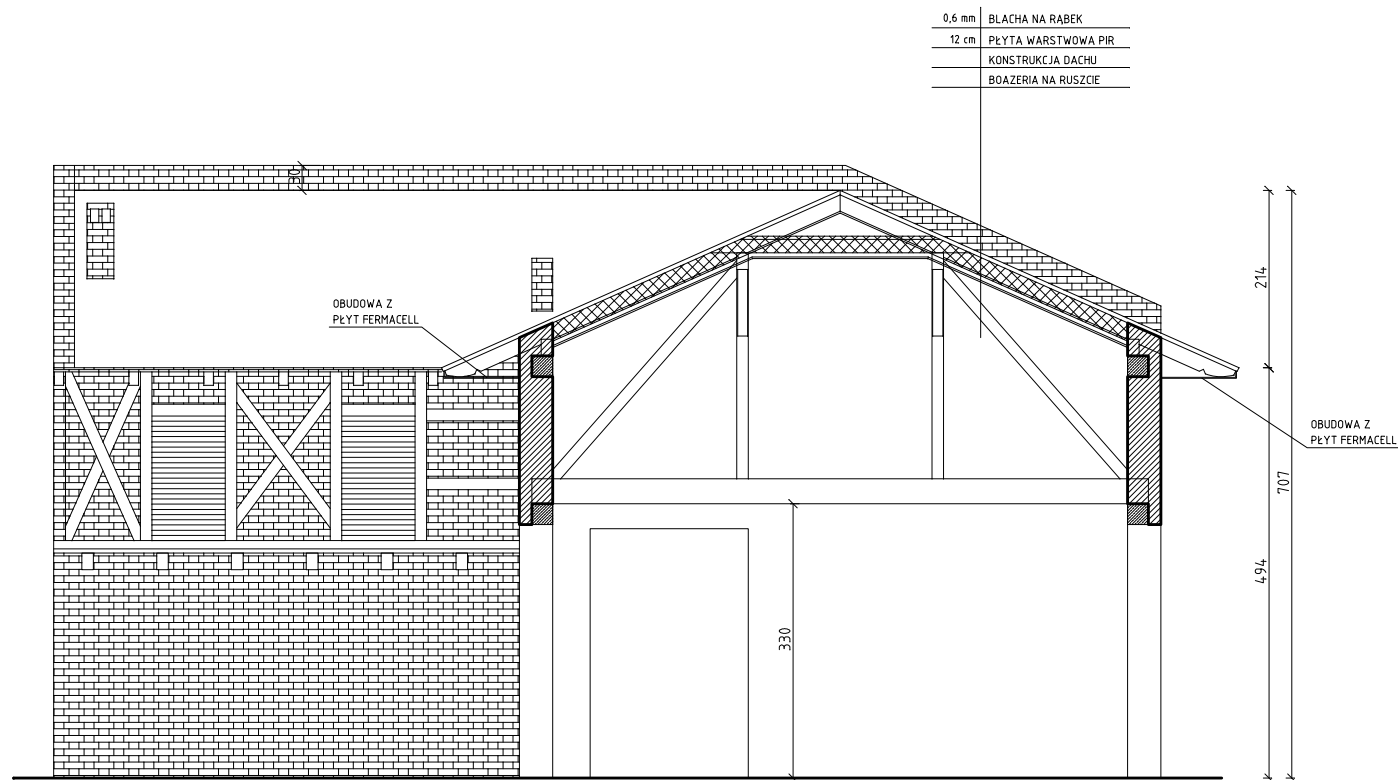 0,6 mm BLACHA NA RĄBEK
12 cm PŁYTA WARSTWOWA PIR
KONSTRUKCJA DACHU
BOAZERIA NA RUSZCIE
30
OBUDOWA Z
PŁYT FERMACELL
214
OBUDOWA Z
PŁYT FERMACELL
707
494
330